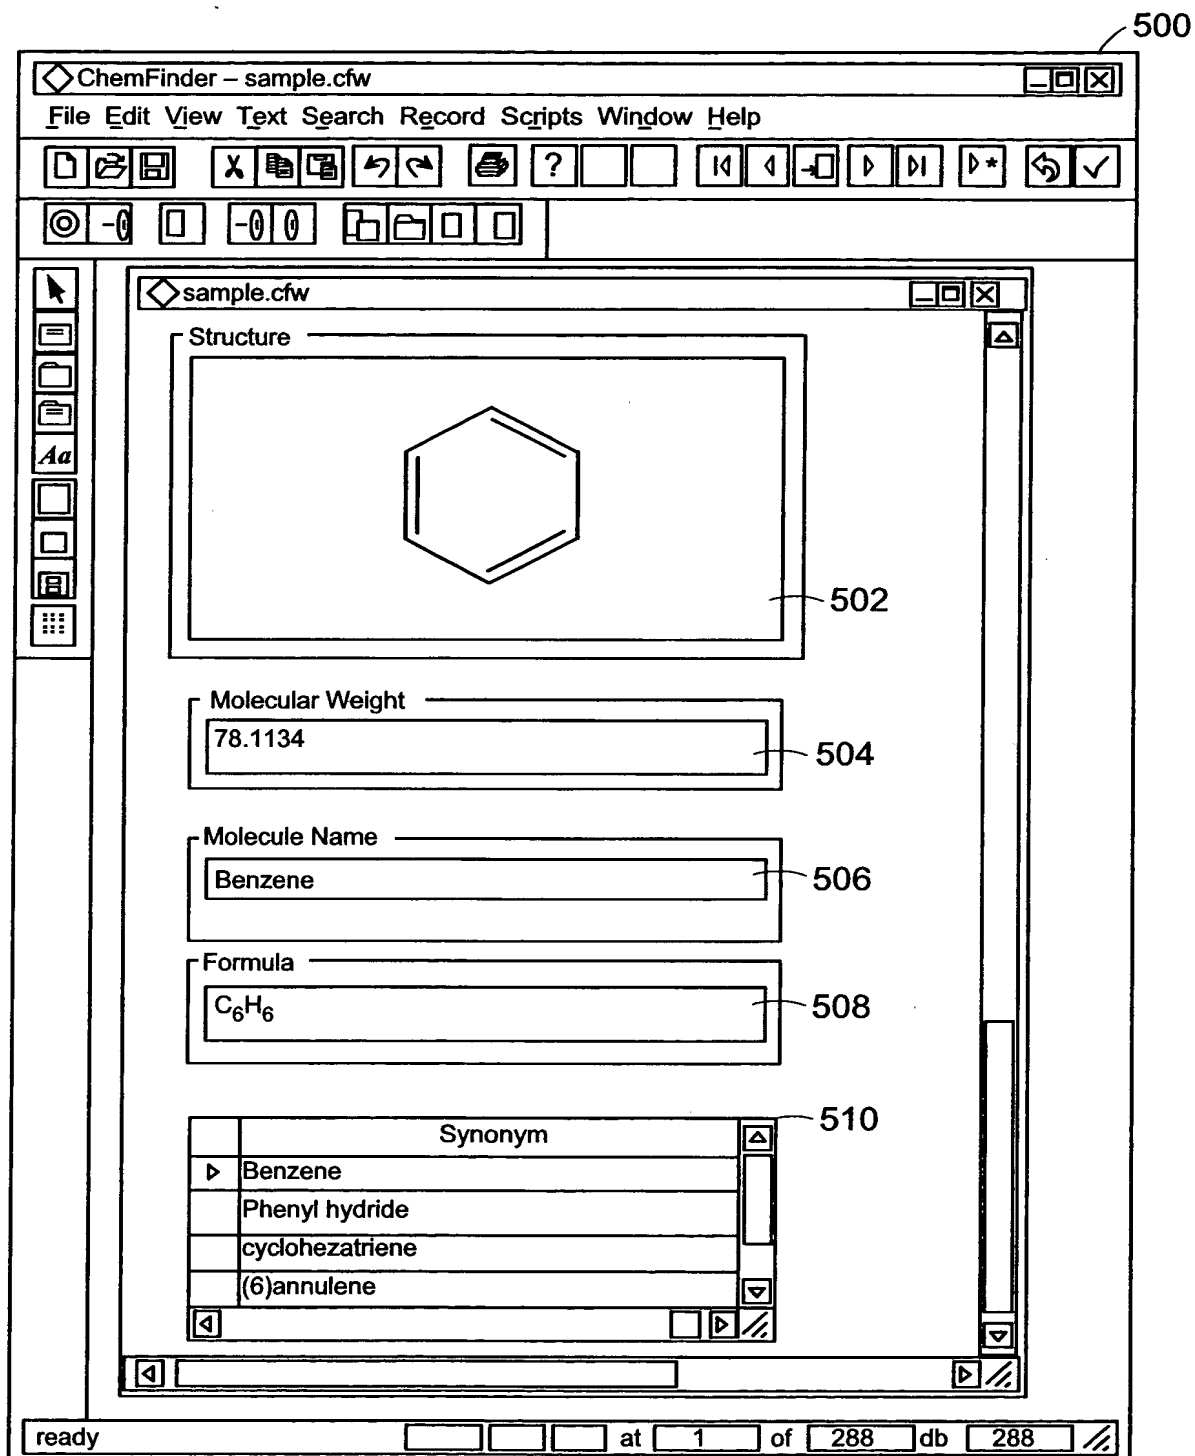 500
ChemFinder – sample.cfw
File Edit View Text Search Record Scripts Window Help
?
*
Aa
sample.cfw
Structure
502
Molecular Weight
78.1134
504
Molecule Name
Benzene
506
Formula
C₆H₆
508
510
Synonym
Benzene
Phenyl hydride
cyclohezatriene
(6)annulene
ready at 1 of 288 db 288